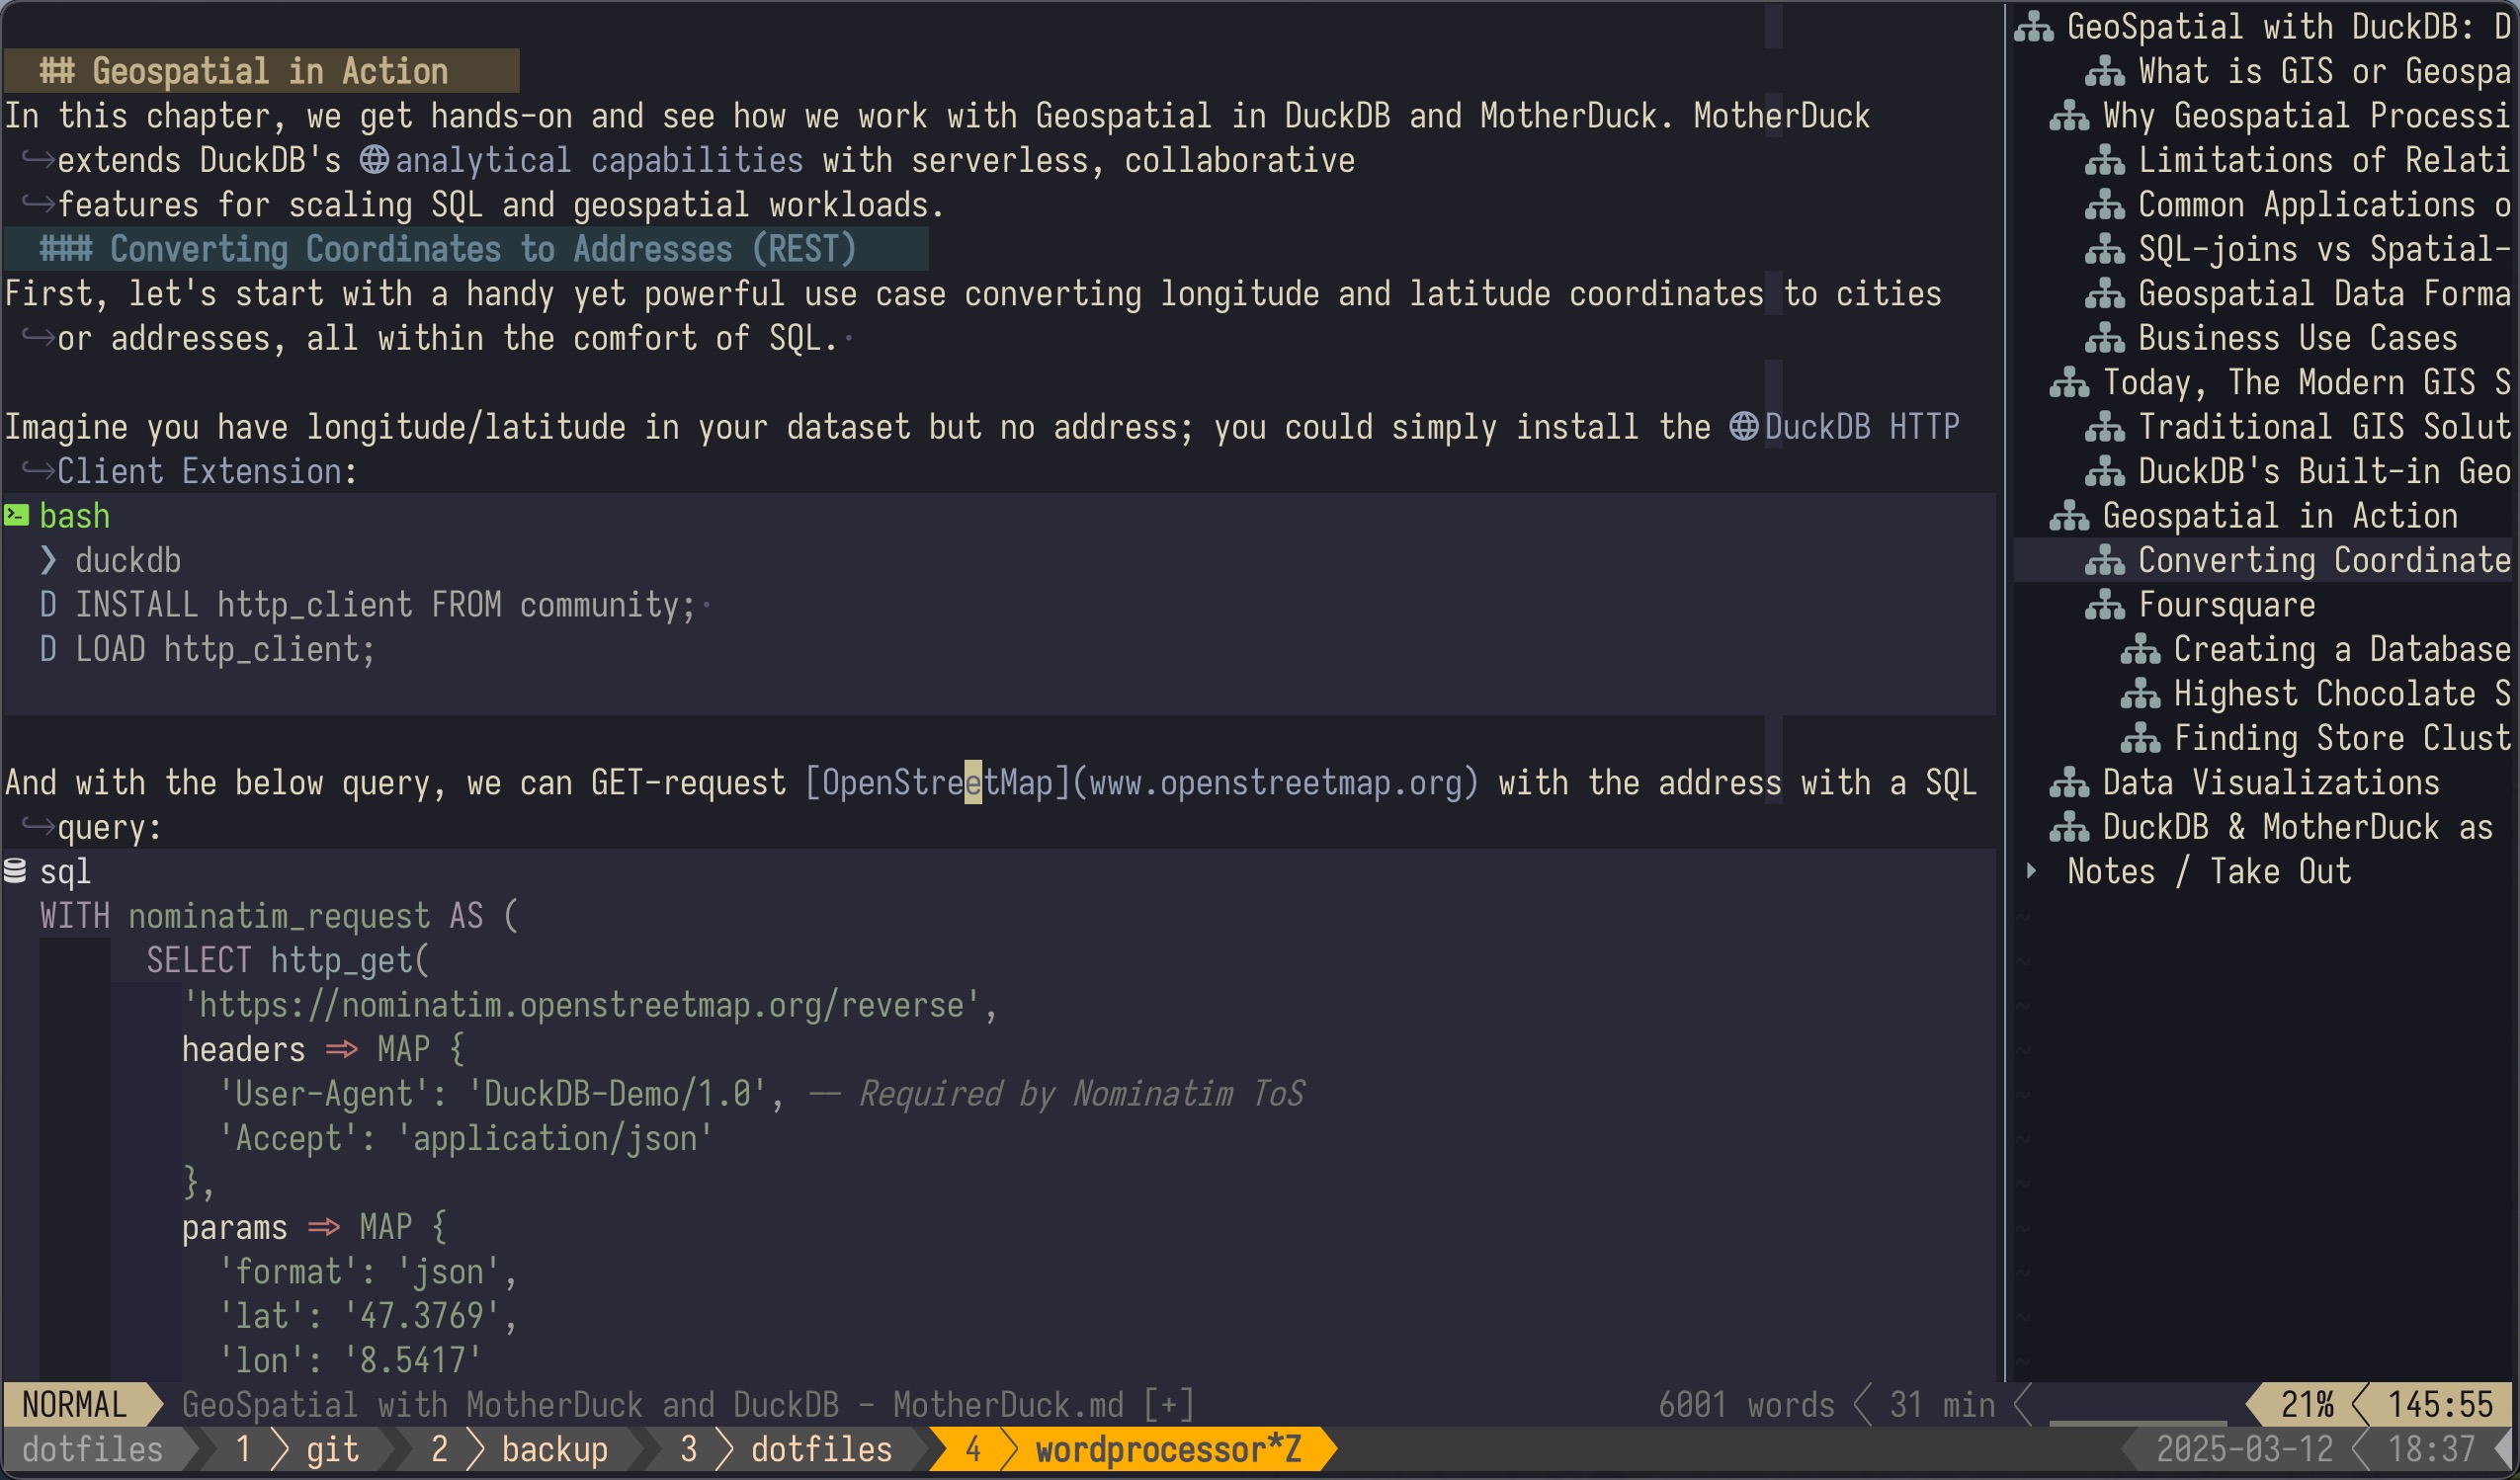 ## Geospatial in Action
In this chapter, we get hands-on and see how we work with Geospatial in DuckDB and MotherDuck. MotherDuck
extends DuckDB's analytical capabilities with serverless, collaborative
features for scaling SQL and geospatial workloads.
### Converting Coordinates to Addresses (REST)
First, let's start with a handy yet powerful use case converting longitude and latitude coordinates to cities
or addresses, all within the comfort of SQL.
Imagine you have longitude/latitude in your dataset but no address; you could simply install the DuckDB HTTP
Client Extension:
bash
❯ duckdb
D INSTALL http_client FROM community;
D LOAD http_client;
And with the below query, we can GET-request [OpenStreetMap](www.openstreetmap.org) with the address with a SQL
query:
sql
WITH nominatim_request AS (
SELECT http_get(
'https://nominatim.openstreetmap.org/reverse',
headers => MAP {
'User-Agent': 'DuckDB-Demo/1.0', -- Required by Nominatim ToS
'Accept': 'application/json'
},
params => MAP {
'format': 'json',
'lat': '47.3769',
'lon': '8.5417'
GeoSpatial with DuckDB: D
What is GIS or Geospa
Why Geospatial Processi
Limitations of Relati
Common Applications o
SQL-joins vs Spatial-
Geospatial Data Forma
Business Use Cases
Today, The Modern GIS S
Traditional GIS Solut
DuckDB's Built-in Geo
Geospatial in Action
Converting Coordinate
Foursquare
Creating a Database
Highest Chocolate S
Finding Store Clust
Data Visualizations
DuckDB & MotherDuck as
Notes / Take Out
NORMAL GeoSpatial with MotherDuck and DuckDB - MotherDuck.md [+] 6001 words 31 min 21% 145:55
dotfiles 1 git 2 backup 3 dotfiles 4 wordprocessor*Z 2025-03-12 18:37